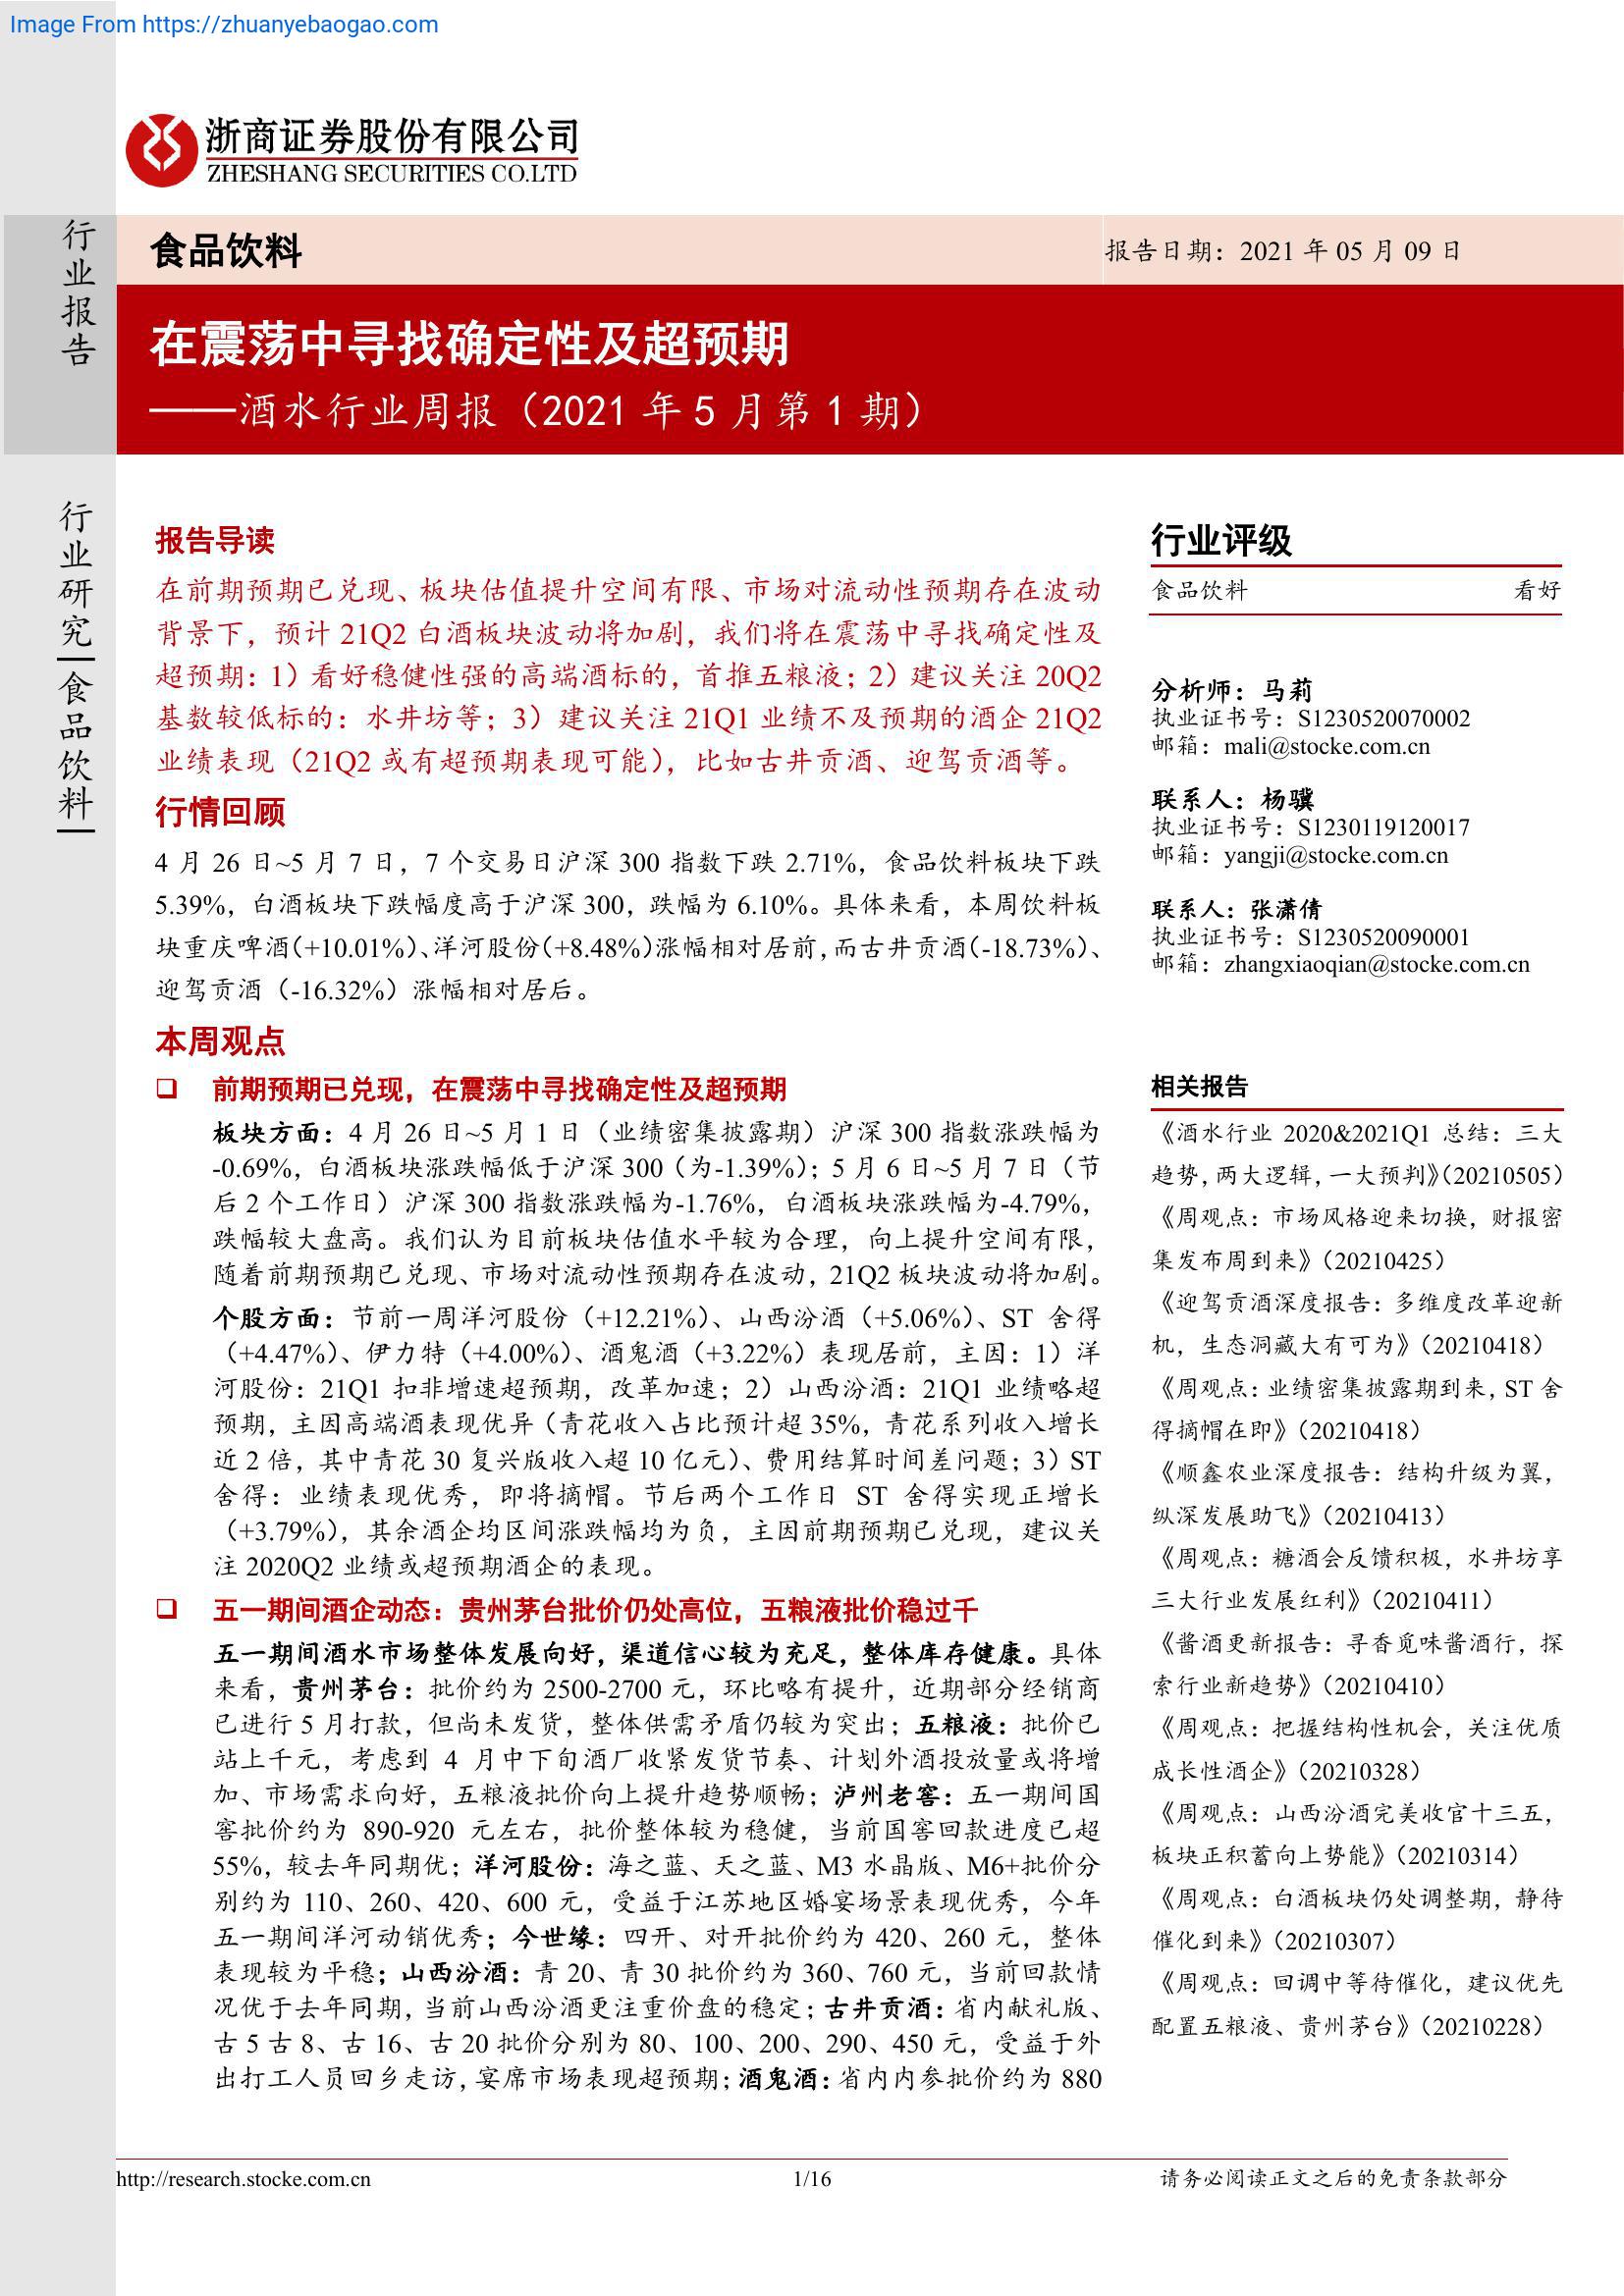 Image From https://zhuanyebaogao.com
浙商证券股份有限公司
ZHESHANG SECURITIES CO.LTD
行业报告
食品饮料
报告日期：2021 年 05 月 09 日
在震荡中寻找确定性及超预期
——酒水行业周报（2021 年 5 月第 1 期）
行业研究
食品饮料
报告导读
在前期预期已兑现、板块估值提升空间有限、市场对流动性预期存在波动
背景下，预计 21Q2 白酒板块波动将加剧，我们将在震荡中寻找确定性及
超预期：1）看好稳健性强的高端酒标的，首推五粮液；2）建议关注 20Q2
基数较低标的：水井坊等；3）建议关注 21Q1 业绩不及预期的酒企 21Q2
业绩表现（21Q2 或有超预期表现可能），比如古井贡酒、迎驾贡酒等。
行情回顾
4 月 26 日~5 月 7 日，7 个交易日沪深 300 指数下跌 2.71%，食品饮料板块下跌
5.39%，白酒板块下跌幅度高于沪深 300，跌幅为 6.10%。具体来看，本周饮料板
块重庆啤酒(+10.01%)、洋河股份(+8.48%)涨幅相对居前，而古井贡酒（-18.73%）、
迎驾贡酒（-16.32%）涨幅相对居后。
本周观点
❑ 前期预期已兑现，在震荡中寻找确定性及超预期
板块方面：4 月 26 日~5 月 1 日（业绩密集披露期）沪深 300 指数涨跌幅为
-0.69%，白酒板块涨跌幅低于沪深 300（为-1.39%）；5 月 6 日~5 月 7 日（节
后 2 个工作日）沪深 300 指数涨跌幅为-1.76%，白酒板块涨跌幅为-4.79%，
跌幅较大盘高。我们认为目前板块估值水平较为合理，向上提升空间有限，
随着前期预期已兑现、市场对流动性预期存在波动，21Q2 板块波动将加剧。
个股方面：节前一周洋河股份（+12.21%）、山西汾酒（+5.06%）、ST 舍得
（+4.47%）、伊力特（+4.00%）、酒鬼酒（+3.22%）表现居前，主因：1）洋
河股份：21Q1 扣非增速超预期，改革加速；2）山西汾酒：21Q1 业绩略超
预期，主因高端酒表现优异（青花收入占比预计超 35%，青花系列收入增长
近 2 倍，其中青花 30 复兴版收入超 10 亿元）、费用结算时间差问题；3）ST
舍得：业绩表现优秀，即将摘帽。节后两个工作日 ST 舍得实现正增长
（+3.79%），其余酒企均区间涨跌幅均为负，主因前期预期已兑现，建议关
注 2020Q2 业绩或超预期酒企的表现。
❑ 五一期间酒企动态：贵州茅台批价仍处高位，五粮液批价稳过千
五一期间酒水市场整体发展向好，渠道信心较为充足，整体库存健康。具体
来看，贵州茅台：批价约为 2500-2700 元，环比略有提升，近期部分经销商
已进行 5 月打款，但尚未发货，整体供需矛盾仍较为突出；五粮液：批价已
站上千元，考虑到 4 月中下旬酒厂收紧发货节奏、计划外酒投放量或将增
加、市场需求向好，五粮液批价向上提升趋势顺畅；泸州老窖：五一期间国
窖批价约为 890-920 元左右，批价整体较为稳健，当前国窖回款进度已超
55%，较去年同期优；洋河股份：海之蓝、天之蓝、M3 水晶版、M6+批价分
别约为 110、260、420、600 元，受益于江苏地区婚宴场景表现优秀，今年
五一期间洋河动销优秀；今世缘：四开、对开批价约为 420、260 元，整体
表现较为平稳；山西汾酒：青 20、青 30 批价约为 360、760 元，当前回款情
况优于去年同期，当前山西汾酒更注重价盘的稳定；古井贡酒：省内献礼版、
古 5 古 8、古 16、古 20 批价分别为 80、100、200、290、450 元，受益于外
出打工人员回乡走访，宴席市场表现超预期；酒鬼酒：省内内参批价约为 880
行业评级
食品饮料 看好
分析师：马莉
执业证书号：S1230520070002
邮箱：mali@stocke.com.cn
联系人：杨骥
执业证书号：S1230119120017
邮箱：yangji@stocke.com.cn
联系人：张潇倩
执业证书号：S1230520090001
邮箱：zhangxiaoqian@stocke.com.cn
相关报告
《酒水行业 2020&2021Q1 总结：三大
趋势，两大逻辑，一大预判》（20210505）
《周观点：市场风格迎来切换，财报密
集发布周到来》（20210425）
《迎驾贡酒深度报告：多维度改革迎新
机，生态洞藏大有可为》（20210418）
《周观点：业绩密集披露期到来，ST 舍
得摘帽在即》（20210418）
《顺鑫农业深度报告：结构升级为翼，
纵深发展助飞》（20210413）
《周观点：糖酒会反馈积极，水井坊享
三大行业发展红利》（20210411）
《酱酒更新报告：寻香觅味酱酒行，探
索行业新趋势》（20210410）
《周观点：把握结构性机会，关注优质
成长性酒企》（20210328）
《周观点：山西汾酒完美收官十三五，
板块正积蓄向上势能》（20210314）
《周观点：白酒板块仍处调整期，静待
催化到来》（20210307）
《周观点：回调中等待催化，建议优先
配置五粮液、贵州茅台》（20210228）
http://research.stocke.com.cn
1/16
请务必阅读正文之后的免责条款部分